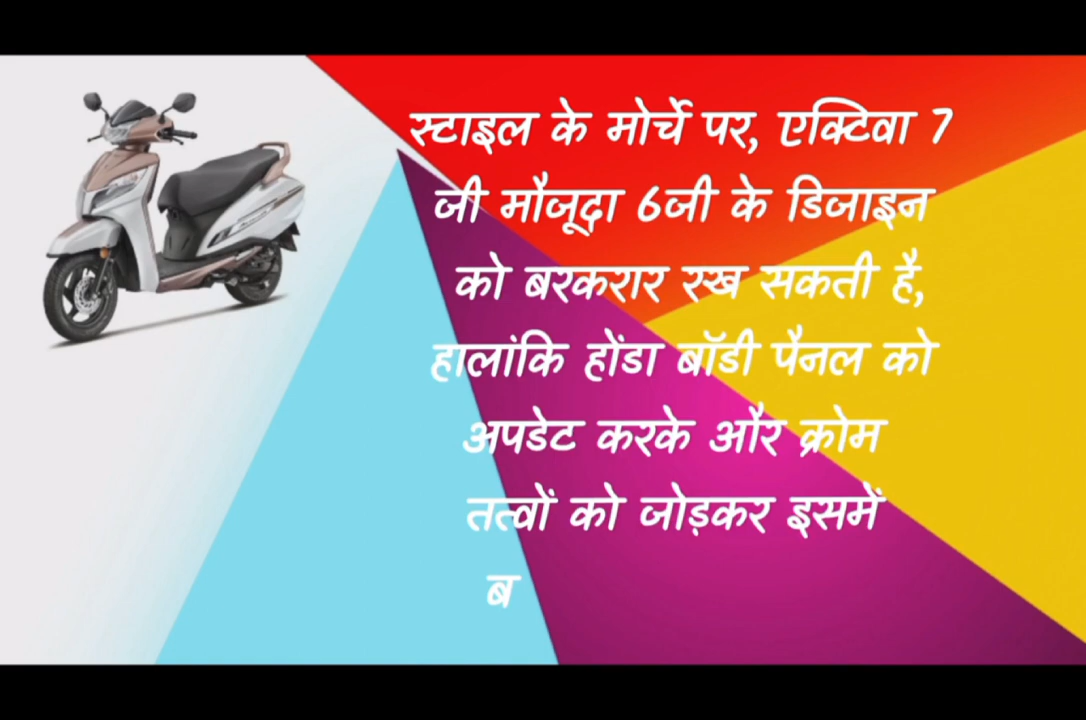 स्टाइल के मोर्चे पर, एक्टिवा 7
जी मौजूदा 6जी के डिजाइन
को बरकरार रख सकती है,
हालांकि होंडा बॉडी पैनल को
अपडेट करके और क्रोम
तत्वों को जोड़कर इसमें
ब